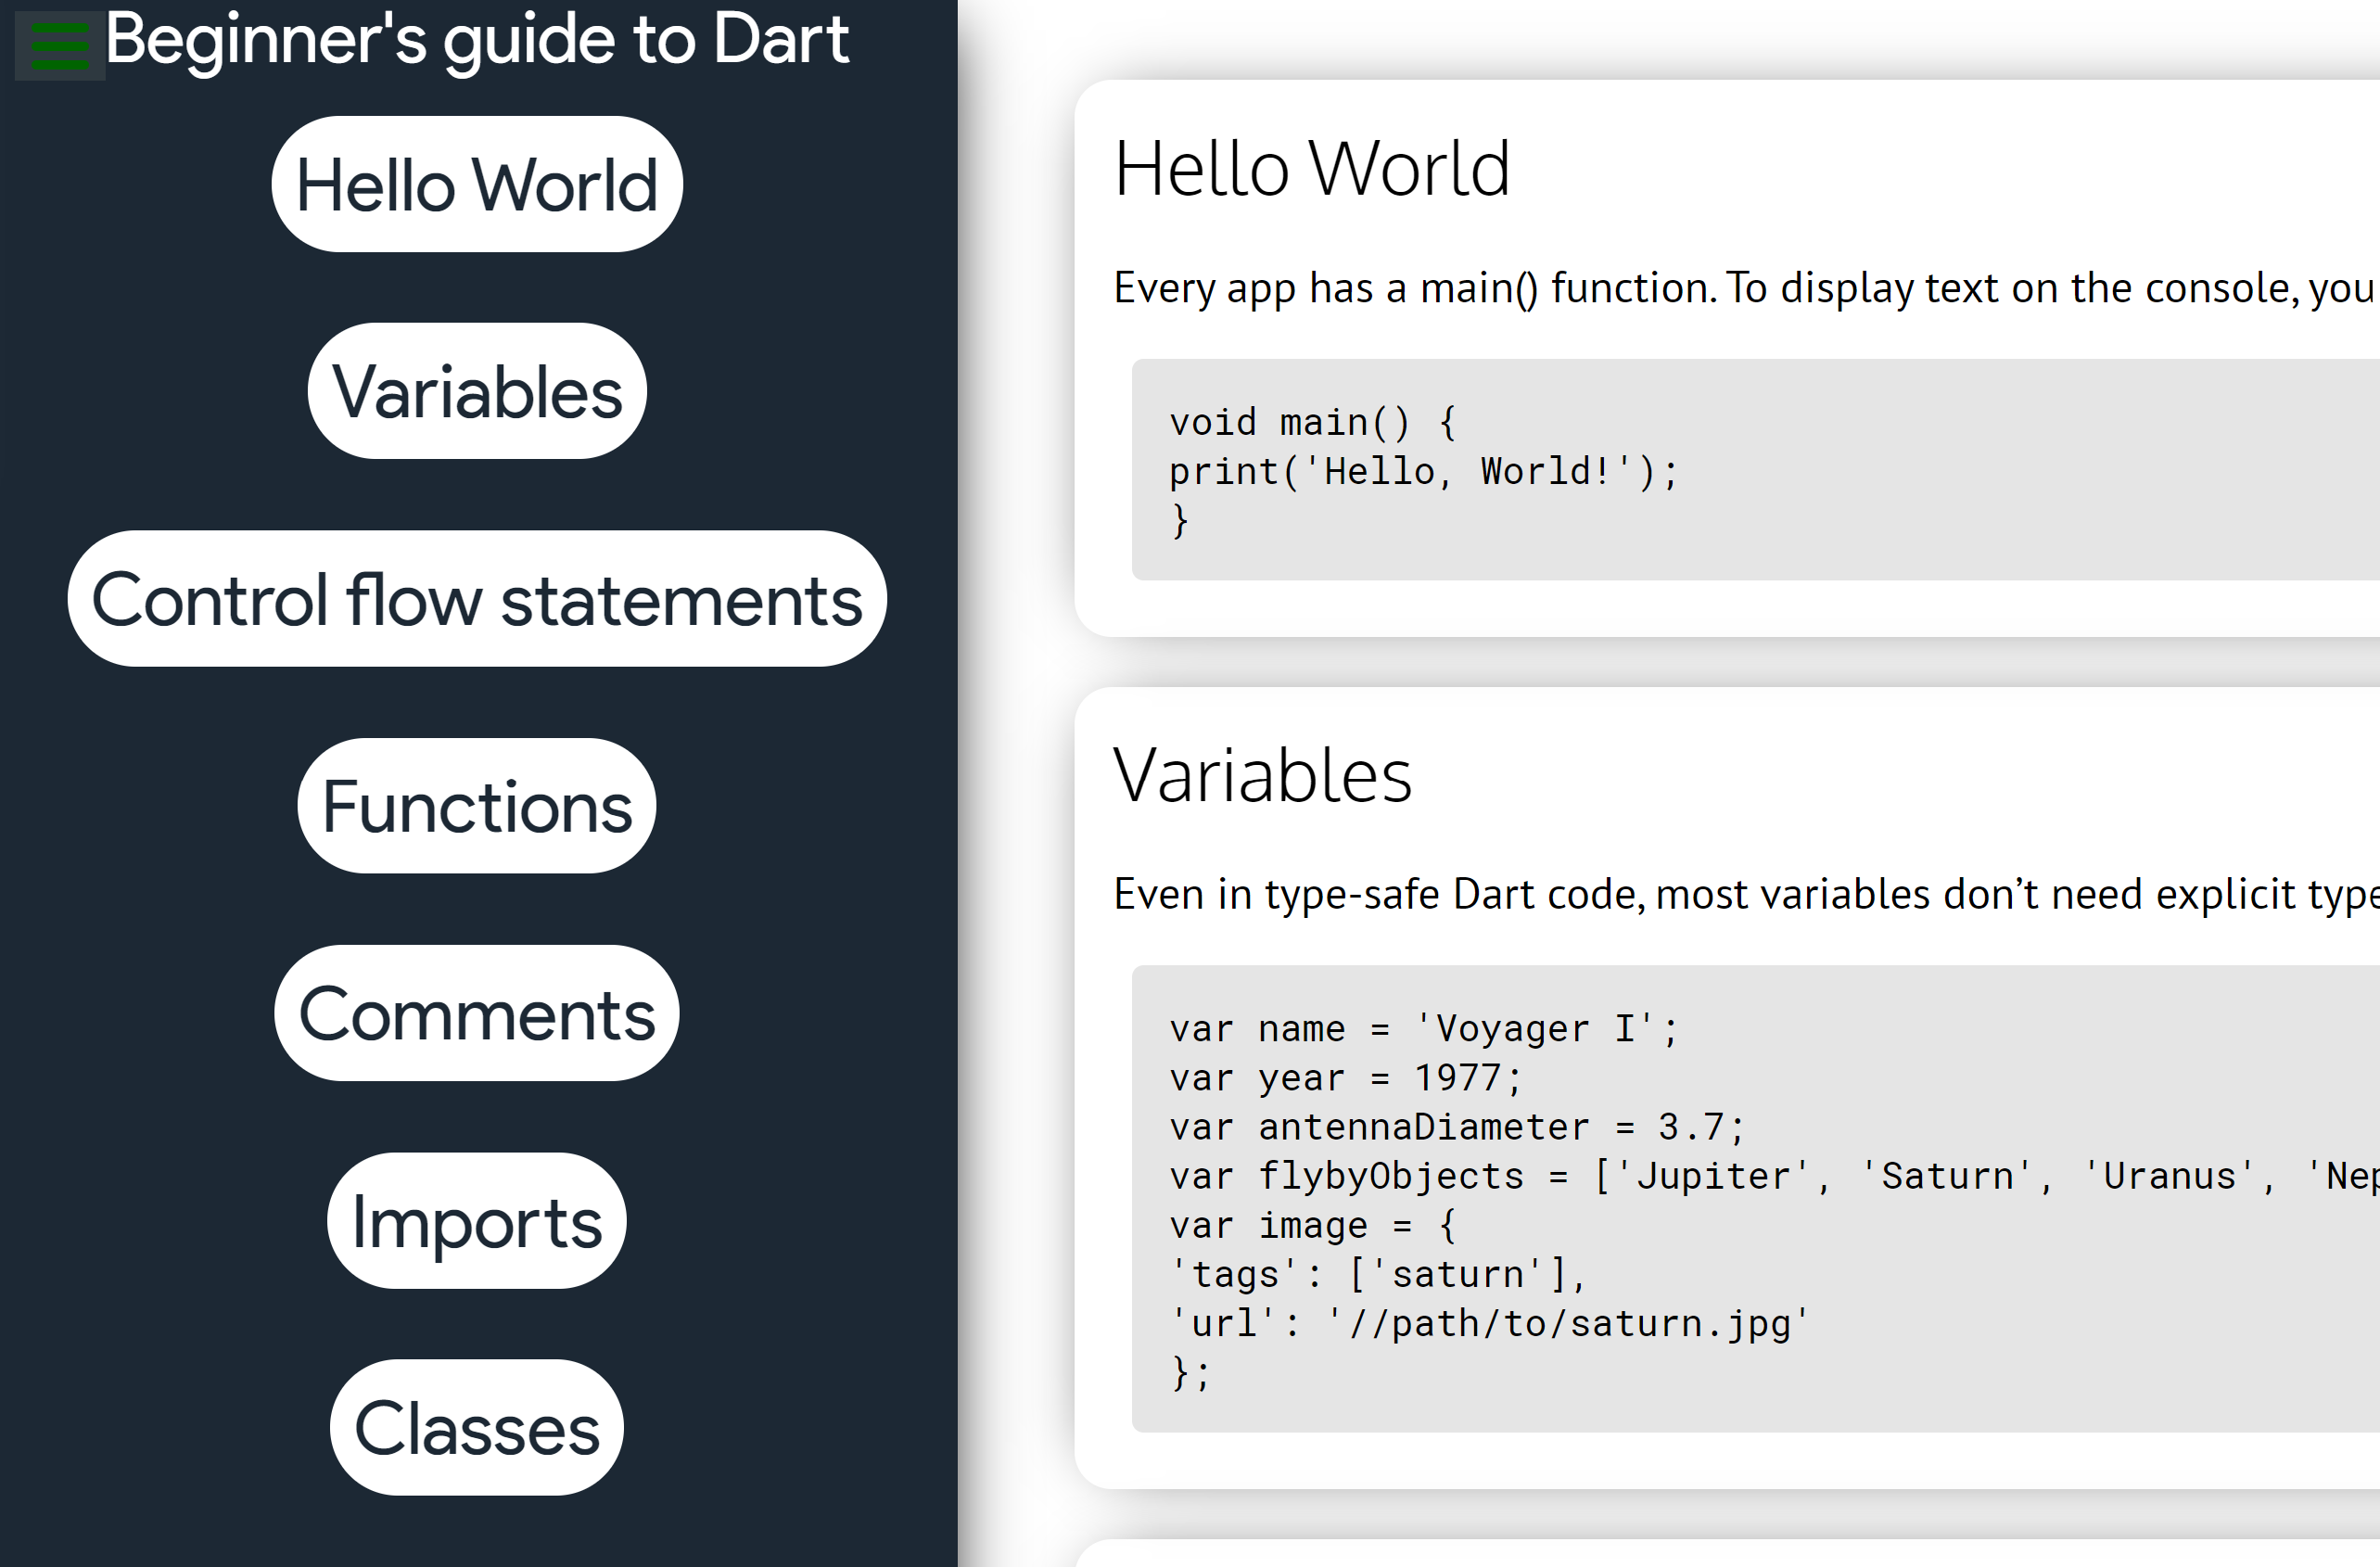 Beginner's guide to Dart
Hello World
Variables
Control flow statements
Functions
Comments
Imports
Classes
Hello World
Every app has a main() function. To display text on the console, you
void main() {
print('Hello, World!');
}
Variables
Even in type-safe Dart code, most variables don’t need explicit type
var name = 'Voyager I';
var year = 1977;
var antennaDiameter = 3.7;
var flybyObjects = ['Jupiter', 'Saturn', 'Uranus',
var image = {
'tags': ['saturn'],
'url': '//path/to/saturn.jpg'
};